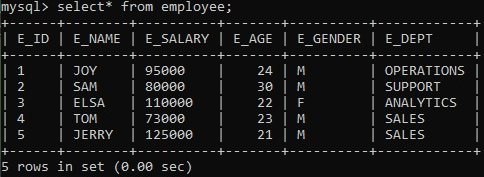 mysql> select* from employee;
+------+--------+----------+-------+----------+------------+
| E_ID | E_NAME | E_SALARY | E_AGE | E_GENDER | E_DEPT     |
+------+--------+----------+-------+----------+------------+
| 1    | JOY    | 95000    |    24 | M        | OPERATIONS |
| 2    | SAM    | 80000    |    30 | M        | SUPPORT    |
| 3    | ELSA   | 110000   |    22 | F        | ANALYTICS  |
| 4    | TOM    | 73000    |    23 | M        | SALES      |
| 5    | JERRY  | 125000   |    21 | M        | SALES      |
+------+--------+----------+-------+----------+------------+
5 rows in set (0.00 sec)